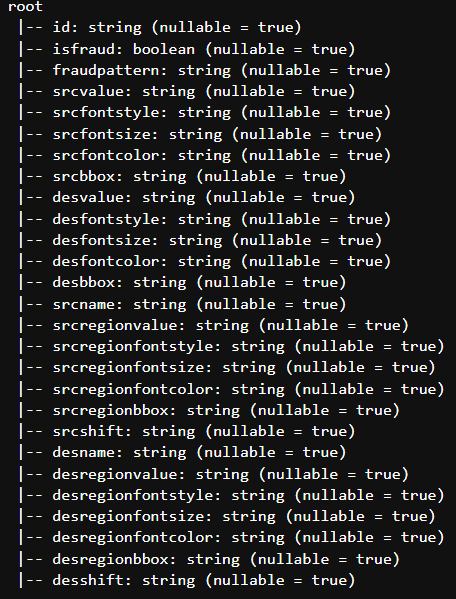 root
 |-- id: string (nullable = true)
 |-- isfraud: boolean (nullable = true)
 |-- fraudpattern: string (nullable = true)
 |-- srcvalue: string (nullable = true)
 |-- srcfontstyle: string (nullable = true)
 |-- srcfontsize: string (nullable = true)
 |-- srcfontcolor: string (nullable = true)
 |-- srcbbox: string (nullable = true)
 |-- desvalue: string (nullable = true)
 |-- desfontstyle: string (nullable = true)
 |-- desfontsize: string (nullable = true)
 |-- desfontcolor: string (nullable = true)
 |-- desbbox: string (nullable = true)
 |-- srcname: string (nullable = true)
 |-- srcregionvalue: string (nullable = true)
 |-- srcregionfontstyle: string (nullable = true)
 |-- srcregionfontsize: string (nullable = true)
 |-- srcregionfontcolor: string (nullable = true)
 |-- srcregionbbox: string (nullable = true)
 |-- srcshift: string (nullable = true)
 |-- desname: string (nullable = true)
 |-- desregionvalue: string (nullable = true)
 |-- desregionfontstyle: string (nullable = true)
 |-- desregionfontsize: string (nullable = true)
 |-- desregionfontcolor: string (nullable = true)
 |-- desregionbbox: string (nullable = true)
 |-- desshift: string (nullable = true)